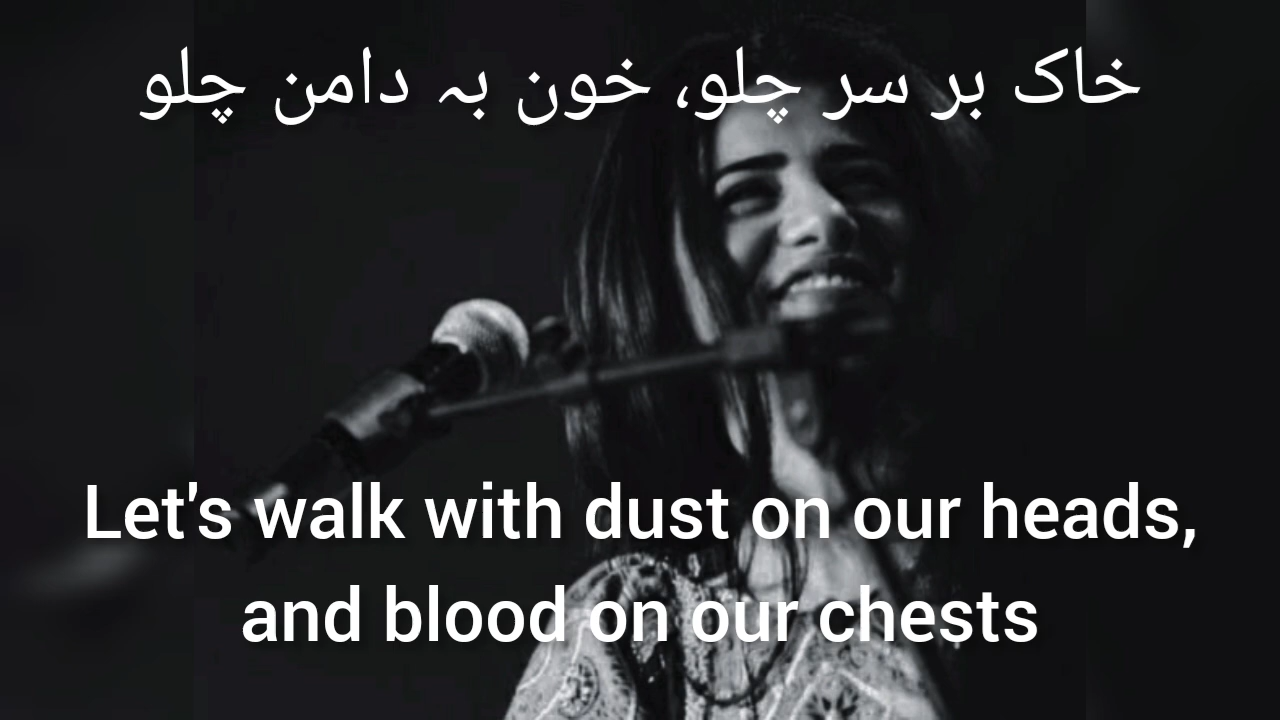 خاک بر سر چلو، خون بہ دامن چلو
Let's walk with dust on our heads,
and blood on our chests